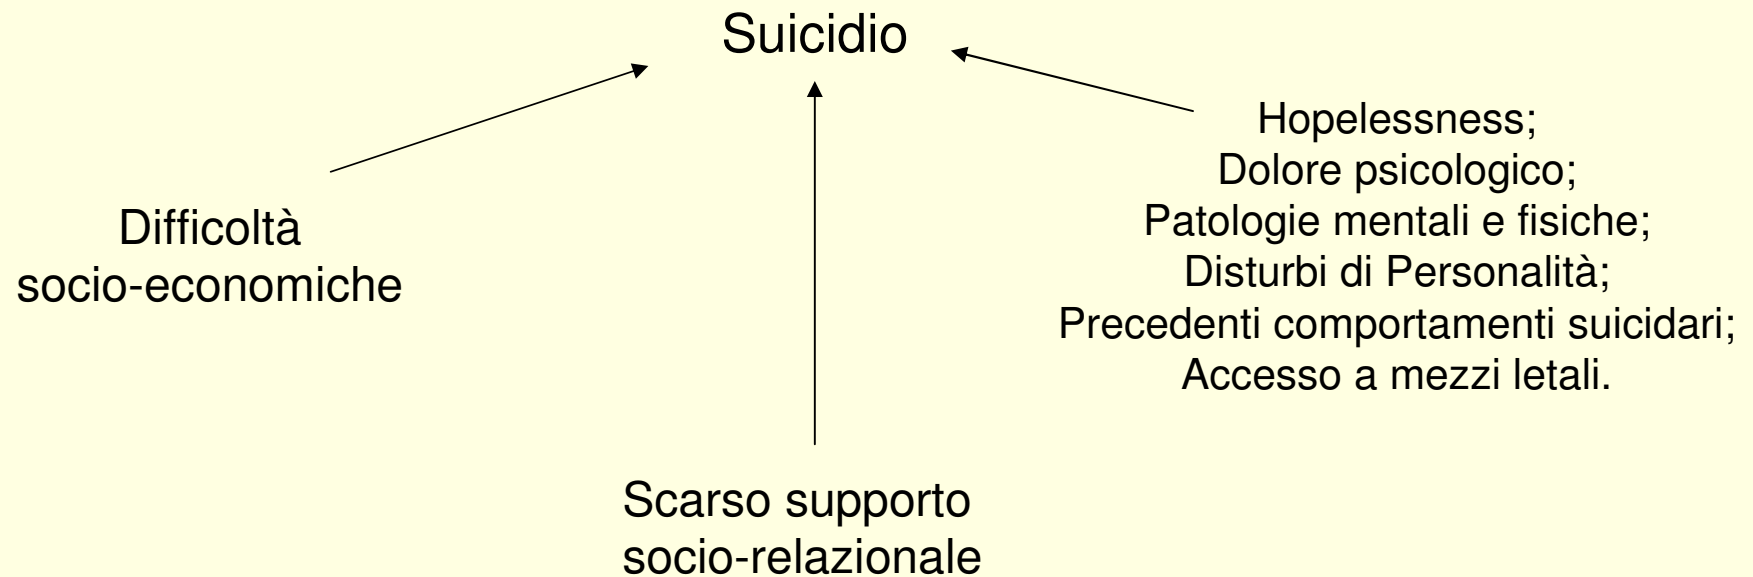 Suicidio
Difficoltà
socio-economiche
Hopelessness;
Dolore psicologico;
Patologie mentali e fisiche;
Disturbi di Personalità;
Precedenti comportamenti suicidari;
Accesso a mezzi letali.
Scarso supporto
socio-relazionale